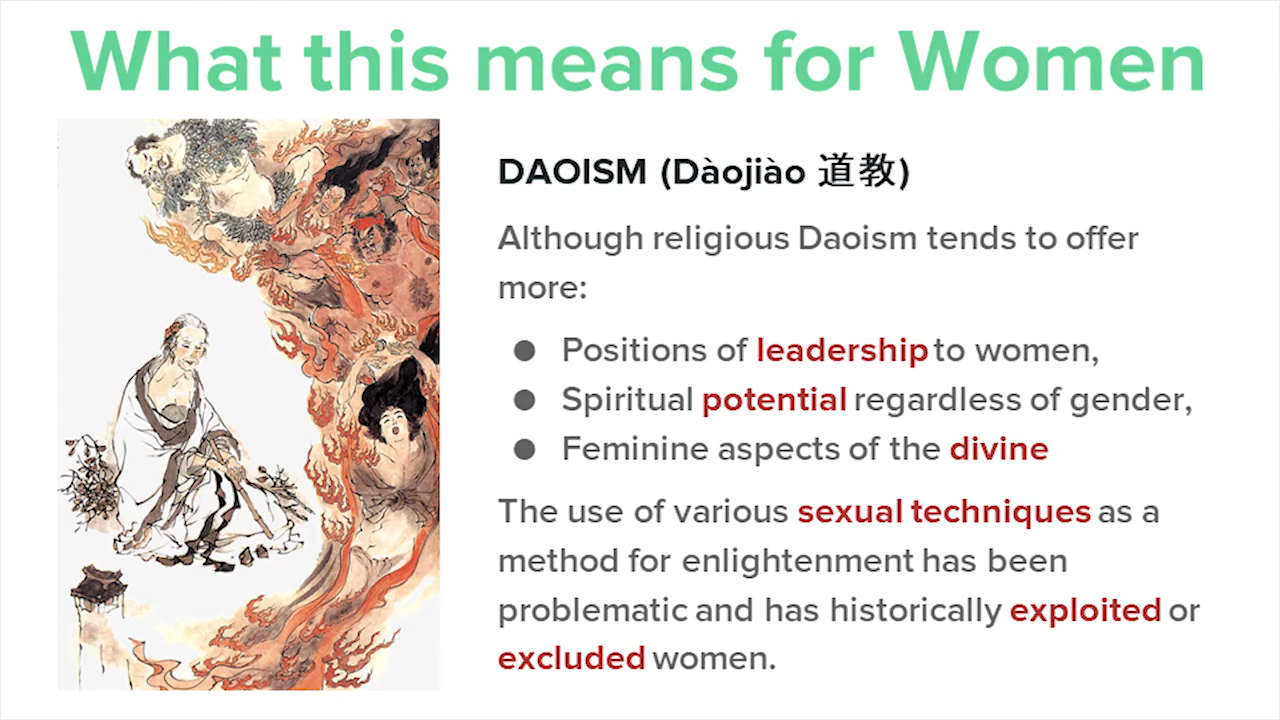 What this means for Women
DAOISM (Dàojiào 道教)
Although religious Daoism tends to offer
more:
● Positions of leadership to women,
● Spiritual potential regardless of gender,
● Feminine aspects of the divine
The use of various sexual techniques as a
method for enlightenment has been
problematic and has historically exploited or
excluded women.